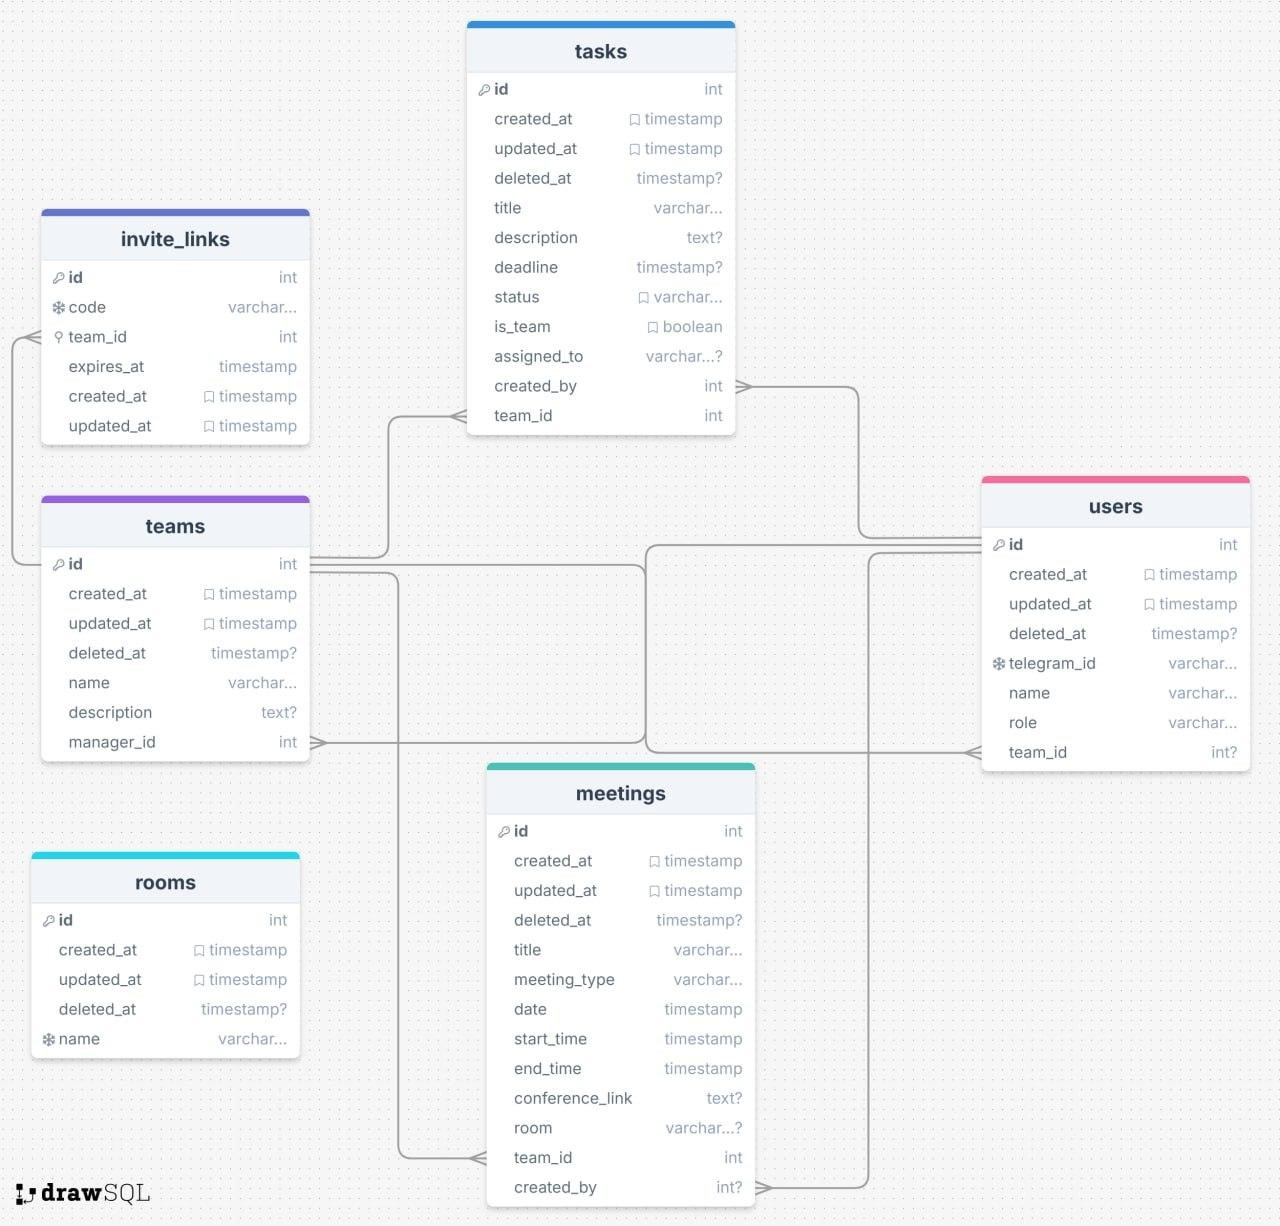 tasks
id int
created_at timestamp
updated_at timestamp
deleted_at timestamp?
title varchar...
description text?
deadline timestamp?
status varchar...
is_team boolean
assigned_to varchar...?
created_by int
team_id int
invite_links
id int
code varchar...
team_id int
expires_at timestamp
created_at timestamp
updated_at timestamp
teams
id int
created_at timestamp
updated_at timestamp
deleted_at timestamp?
name varchar...
description text?
manager_id int
users
id int
created_at timestamp
updated_at timestamp
deleted_at timestamp?
telegram_id varchar...
name varchar...
role varchar...
team_id int?
meetings
id int
created_at timestamp
updated_at timestamp
deleted_at timestamp?
title varchar...
meeting_type varchar...
date timestamp
start_time timestamp
end_time timestamp
conference_link text?
room varchar...?
team_id int
created_by int?
rooms
id int
created_at timestamp
updated_at timestamp
deleted_at timestamp?
name varchar...
drawSQL